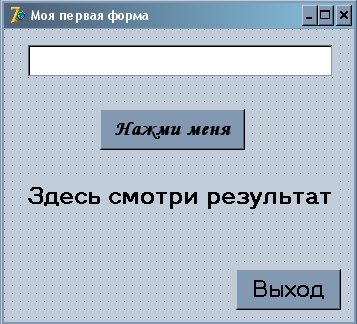 Моя первая форма
Нажми меня
Здесь смотри результат
Выход